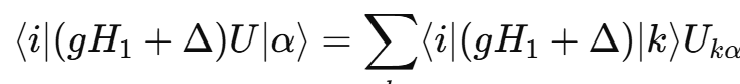 ⟨i|(gH₁ + Δ)U|α⟩ = ∑⟨i|(gH₁ + Δ)|k⟩U_{kα}